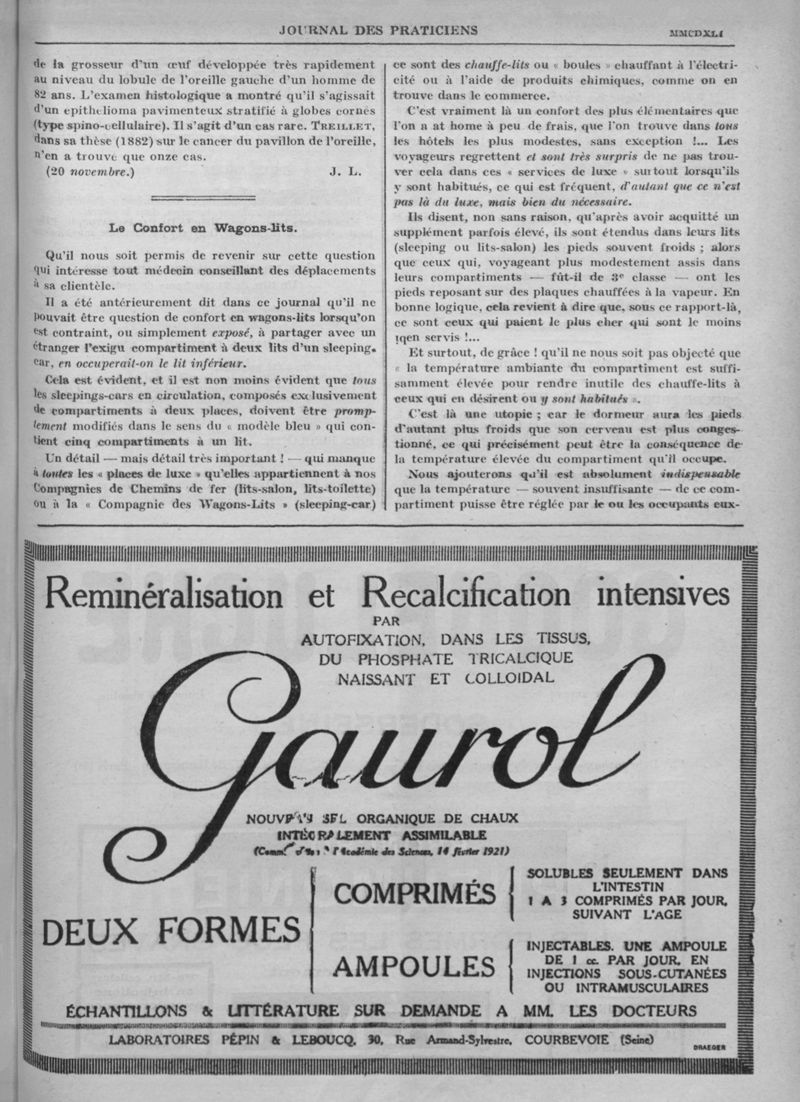 JOURNAL DES PRATICIENS
MMCDXLI
de la grosseur d'un œuf développée très rapidement
au niveau du lobule de l'oreille gauche d'un homme de
82 ans. L'examen histologique a montré qu'il s'agissait
d'un epithelioma pavimenteux stratifié à globes cornés
(type spino-cellulaire). Il s'agit d'un cas rare. TREILLET,
dans sa thèse (1882) sur le cancer du pavillon de l'oreille,
n'en a trouvé que onze cas.
(20 novembre.) J. L.
Le Confort en Wagons-lits.
Qu'il nous soit permis de revenir sur cette question
qui intéresse tout médecin conseillant des déplacements
à sa clientèle.
Il a été antérieurement dit dans ce journal qu'il ne
pouvait être question de confort en wagons-lits lorsqu'on
est contraint, ou simplement exposé, à partager avec un
étranger l'exigu compartiment à deux lits d'un sleeping.
car, en occuperait-on le lit inférieur.
Cela est évident, et il est non moins évident que tous
les sleepings-cars en circulation, composés exclusivement
de compartiments à deux places, doivent être promp-
tement modifiés dans le sens du « modèle bleu » qui con-
tient cinq compartiments à un lit.
Un détail — mais détail très important ! — qui manque
à toutes les « places de luxe » qu'elles appartiennent à nos
Compagnies de Chemins de fer (lits-salon, lits-toilette)
ou à la « Compagnie des Wagons-Lits » (sleeping-car)
ce sont des chauffe-lits ou « boules » chauffant à l'électri-
cité ou à l'aide de produits chimiques, comme on en
trouve dans le commerce.
C'est vraiment là un confort des plus élémentaires que
l'on a at home à peu de frais, que l'on trouve dans tous
les hôtels les plus modestes, sans exception !... Les
voyageurs regrettent et sont très surpris de ne pas trou-
ver cela dans ces « services de luxe » surtout lorsqu'ils
y sont habitués, ce qui est fréquent, d'autant que ce n'est
pas là du luxe, mais bien du nécessaire.
Ils disent, non sans raison, qu'après avoir acquitté un
supplément parfois élevé, ils sont étendus dans leurs lits
(sleeping ou lits-salon) les pieds souvent froids ; alors
que ceux qui, voyageant plus modestement assis dans
leurs compartiments — fût-il de 3e classe — ont les
pieds reposant sur des plaques chauffées à la vapeur. En
bonne logique, cela revient à dire que, sous ce rapport-là,
ce sont ceux qui paient le plus cher qui sont le moins
ıqen servis !...
Et surtout, de grâce ! qu'il ne nous soit pas objecté que
« la température ambiante du compartiment est suffi-
samment élevée pour rendre inutile des chauffe-lits à
ceux qui en désirent ou y sont habitués ».
C'est là une utopie ; car le dormeur aura les pieds
d'autant plus froids que son cerveau est plus conges-
tionné, ce qui précisément peut être la conséquence de
la température élevée du compartiment qu'il occupe.
Nous ajouterons qu'il est absolument indispensable
que la température — souvent insuffisante — de ce com-
partiment puisse être réglée par le ou les occupants eux-
Reminéralisation et Recalcification intensives
PAR
AUTOFIXATION, DANS LES TISSUS,
DU PHOSPHATE TRICALCIQUE
NAISSANT ET COLLOIDAL
Gaurol
NOUVEAU SEL ORGANIQUE DE CHAUX
INTÉGRALEMENT ASSIMILABLE
l'Académie des Sciences, 14 février 1921)
DEUX FORMES
COMPRIMÉS
SOLUBLES SEULEMENT DANS
L'INTESTIN
1 A 3 COMPRIMÉS PAR JOUR,
SUIVANT L'AGE
AMPOULES
INJECTABLES. UNE AMPOULE
DE 1 cc. PAR JOUR, EN
INJECTIONS SOUS-CUTANÉES
OU INTRAMUSCULAIRES
ÉCHANTILLONS & LITTÉRATURE SUR DEMANDE A MM. LES DOCTEURS
LABORATOIRES PÉPIN & LEBOUCQ, 30, Rue Armand-Sylvestre, COURBEVOIE (Seine)
DRAEGER